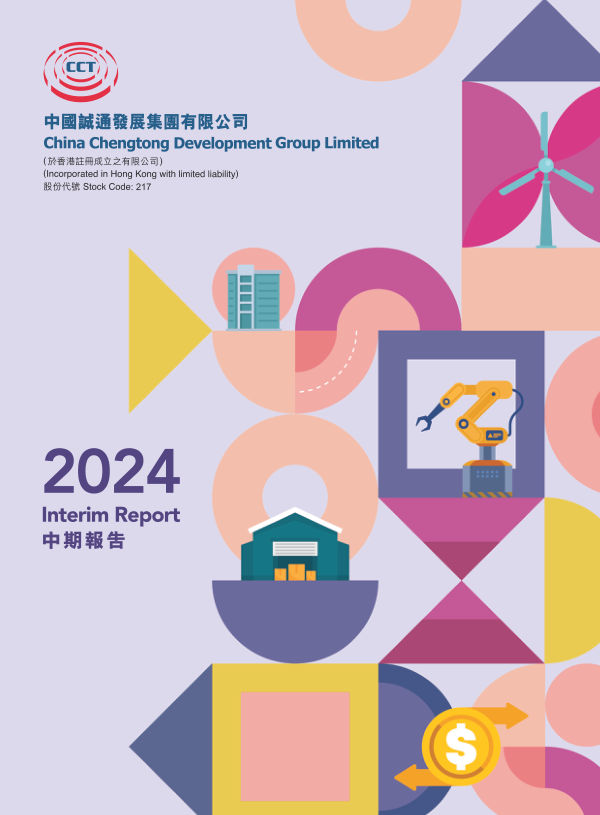 CCT
中國誠通發展集團有限公司
China Chengtong Development Group Limited
(於香港註冊成立之有限公司)
(Incorporated in Hong Kong with limited liability)
股份代號 Stock Code: 217
2024
Interim Report
中期報告
$